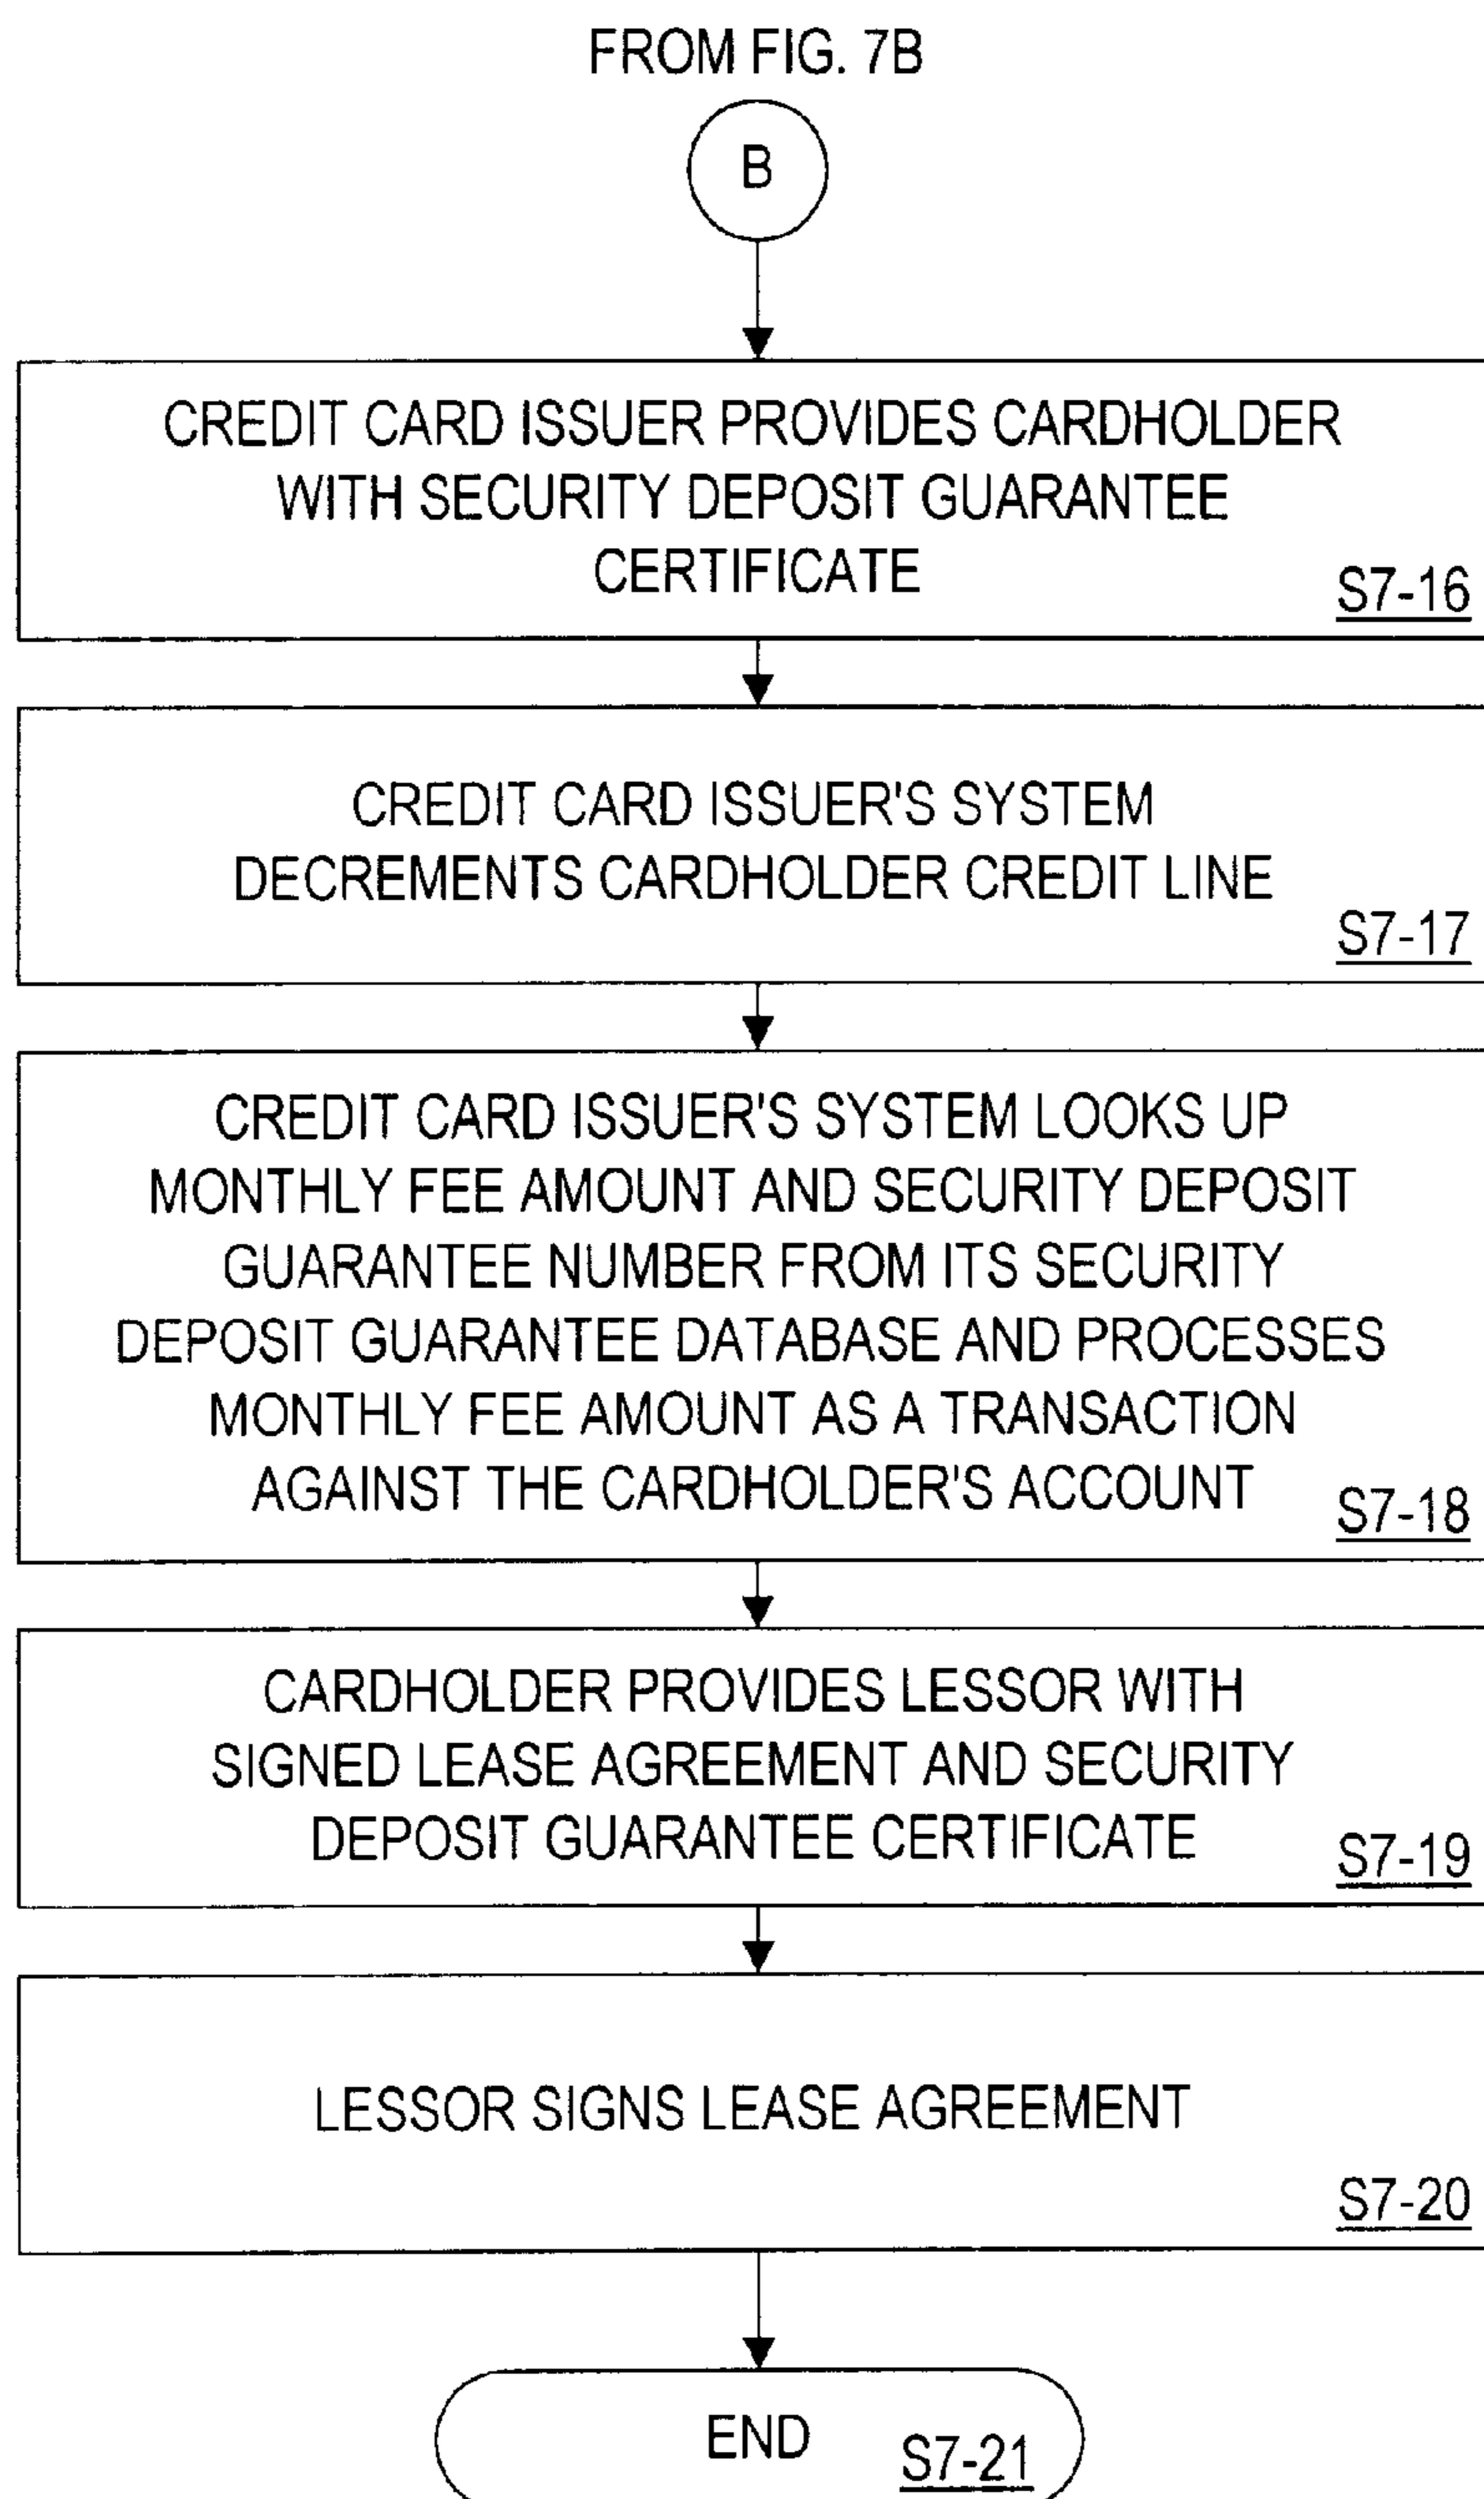 FROM FIG. 7B
B
CREDIT CARD ISSUER PROVIDES CARDHOLDER
WITH SECURITY DEPOSIT GUARANTEE
CERTIFICATE
S7-16
CREDIT CARD ISSUER'S SYSTEM
DECREMENTS CARDHOLDER CREDIT LINE
S7-17
CREDIT CARD ISSUER'S SYSTEM LOOKS UP
MONTHLY FEE AMOUNT AND SECURITY DEPOSIT
GUARANTEE NUMBER FROM ITS SECURITY
DEPOSIT GUARANTEE DATABASE AND PROCESSES
MONTHLY FEE AMOUNT AS A TRANSACTION
AGAINST THE CARDHOLDER'S ACCOUNT
S7-18
CARDHOLDER PROVIDES LESSOR WITH
SIGNED LEASE AGREEMENT AND SECURITY
DEPOSIT GUARANTEE CERTIFICATE
S7-19
LESSOR SIGNS LEASE AGREEMENT
S7-20
END
S7-21